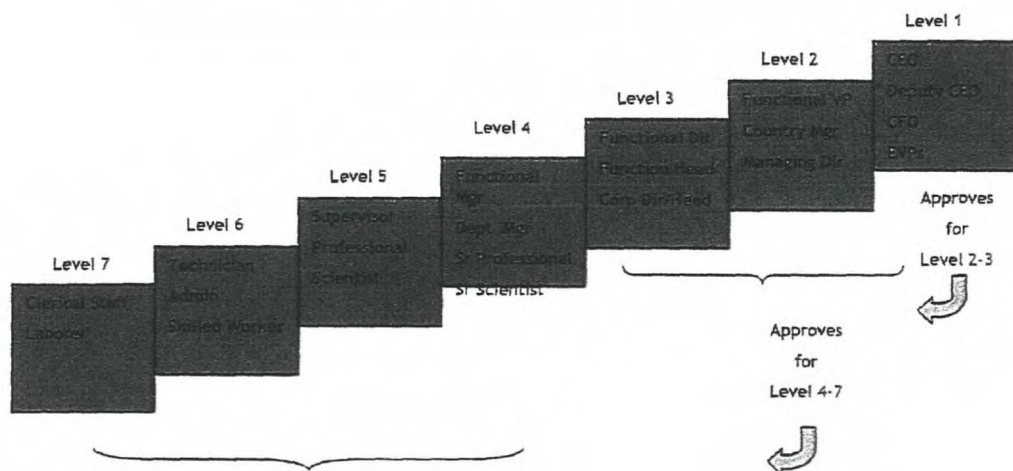 Level 1
CEO
Deputy CEO
CFO
EVPs
Level 2
Functional VP
Country Mgr
Managing Dir
Level 3
Functional Dir
Function Head
Corp Dir/Head
Level 4
Functional
Mgr
Dept. Mgr
Sr Professional
Sr Scientist
Level 5
Supervisor
Professional
Scientist
Level 6
Technician
Admin
Skilled Worker
Level 7
Clerical Staff
Laborer
Approves
for
Level 2-3
Approves
for
Level 4-7